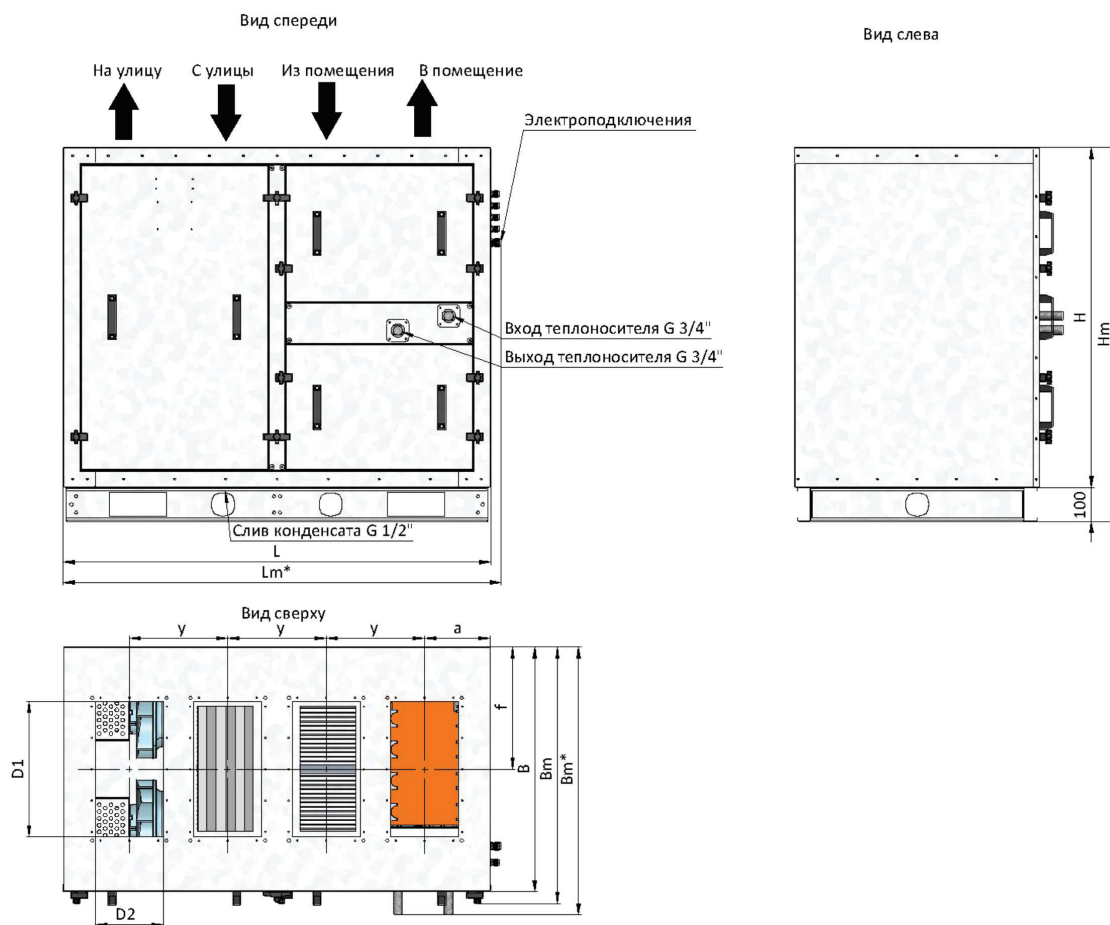 Вид спереди
Вид слева
На улицу
С улицы
Из помещения
В помещение
Электроподключения
Вход теплоносителя G 3/4"
Выход теплоносителя G 3/4"
H
Hm
100
Слив конденсата G 1/2"
L
Lm*
Вид сверху
y
y
y
a
f
D1
B
Bm
Bm*
D2